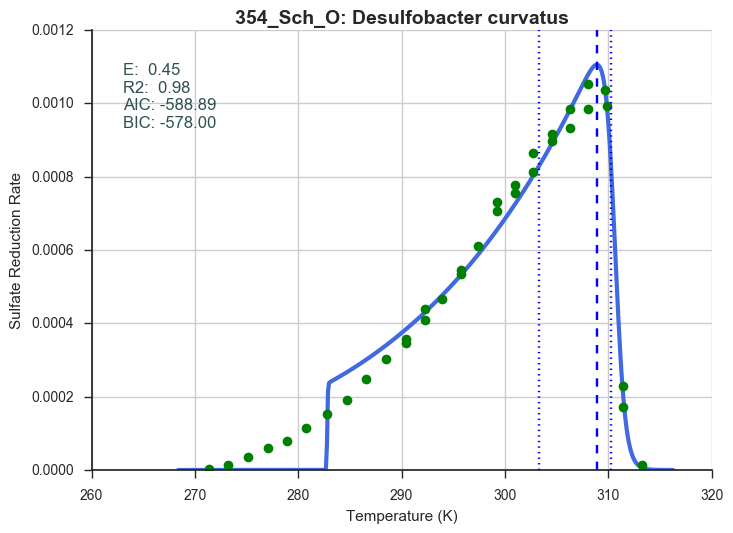 354_Sch_O: Desulfobacter curvatus
E:  0.45
R2:  0.98
AIC: -588.89
BIC: -578.00
Sulfate Reduction Rate
0.0012
0.0010
0.0008
0.0006
0.0004
0.0002
0.0000
260 270 280 290 300 310 320
Temperature (K)